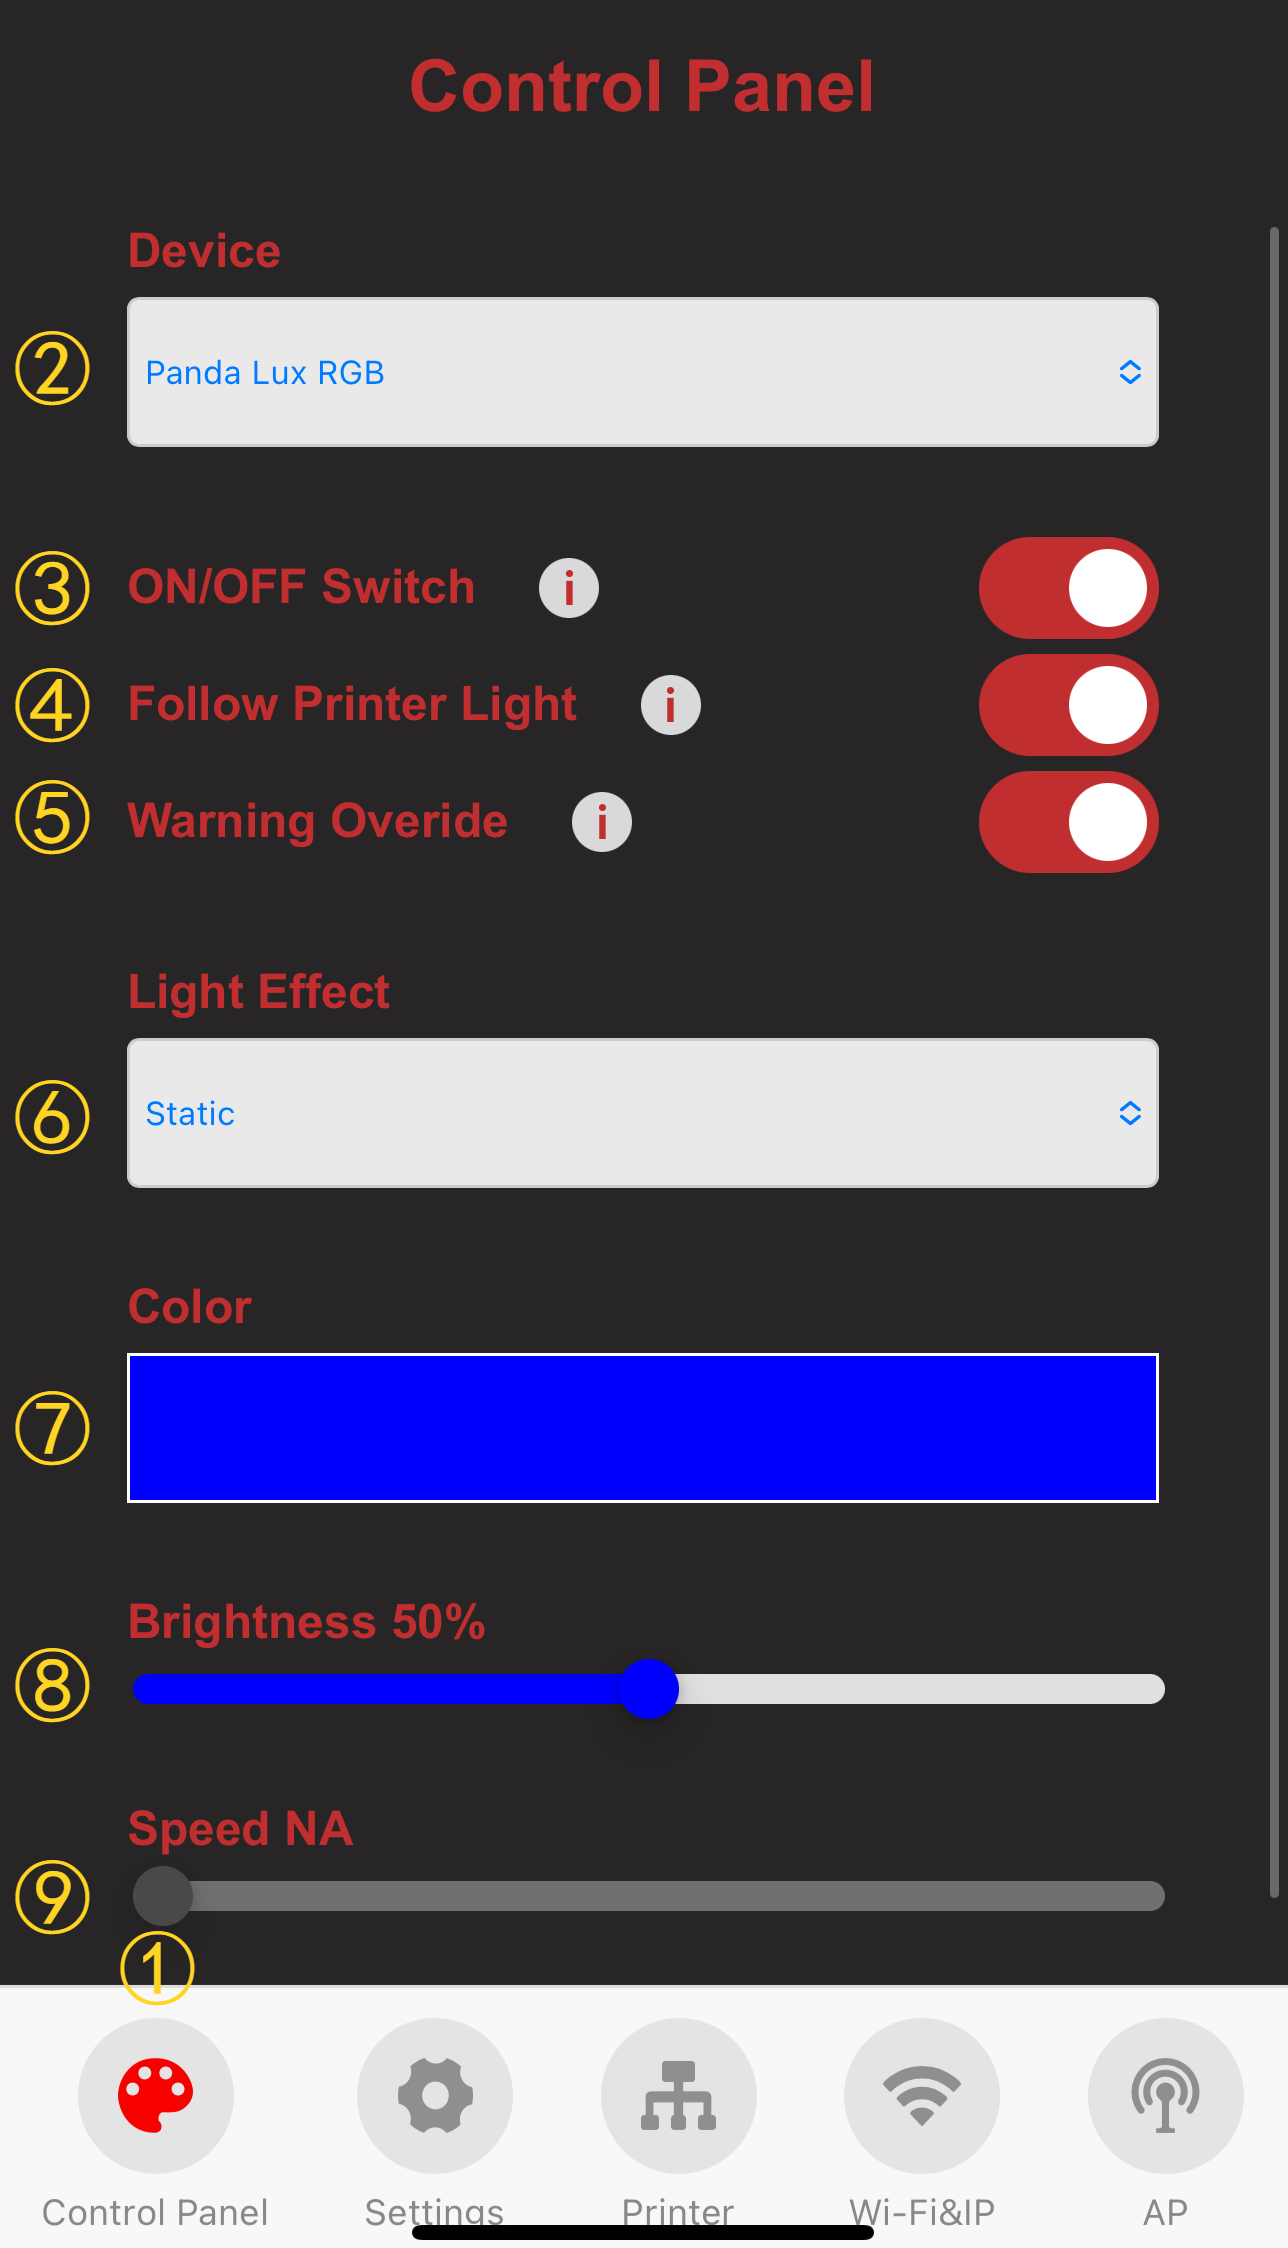 Control Panel
Device
② Panda Lux RGB
③ ON/OFF Switch i
④ Follow Printer Light i
⑤ Warning Overide i
Light Effect
⑥ Static
Color
⑦
Brightness 50%
⑧
Speed NA
⑨
①
Control Panel Settings Printer Wi-Fi&IP AP